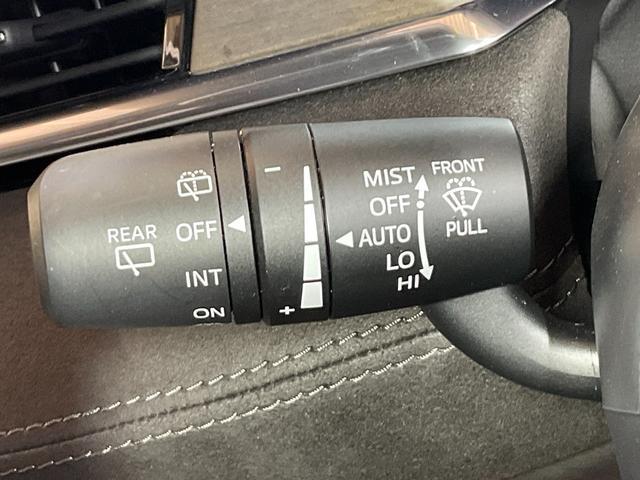 REAR
OFF
INT
ON
−
+
MIST
OFF
AUTO
LO
HI
FRONT
PULL